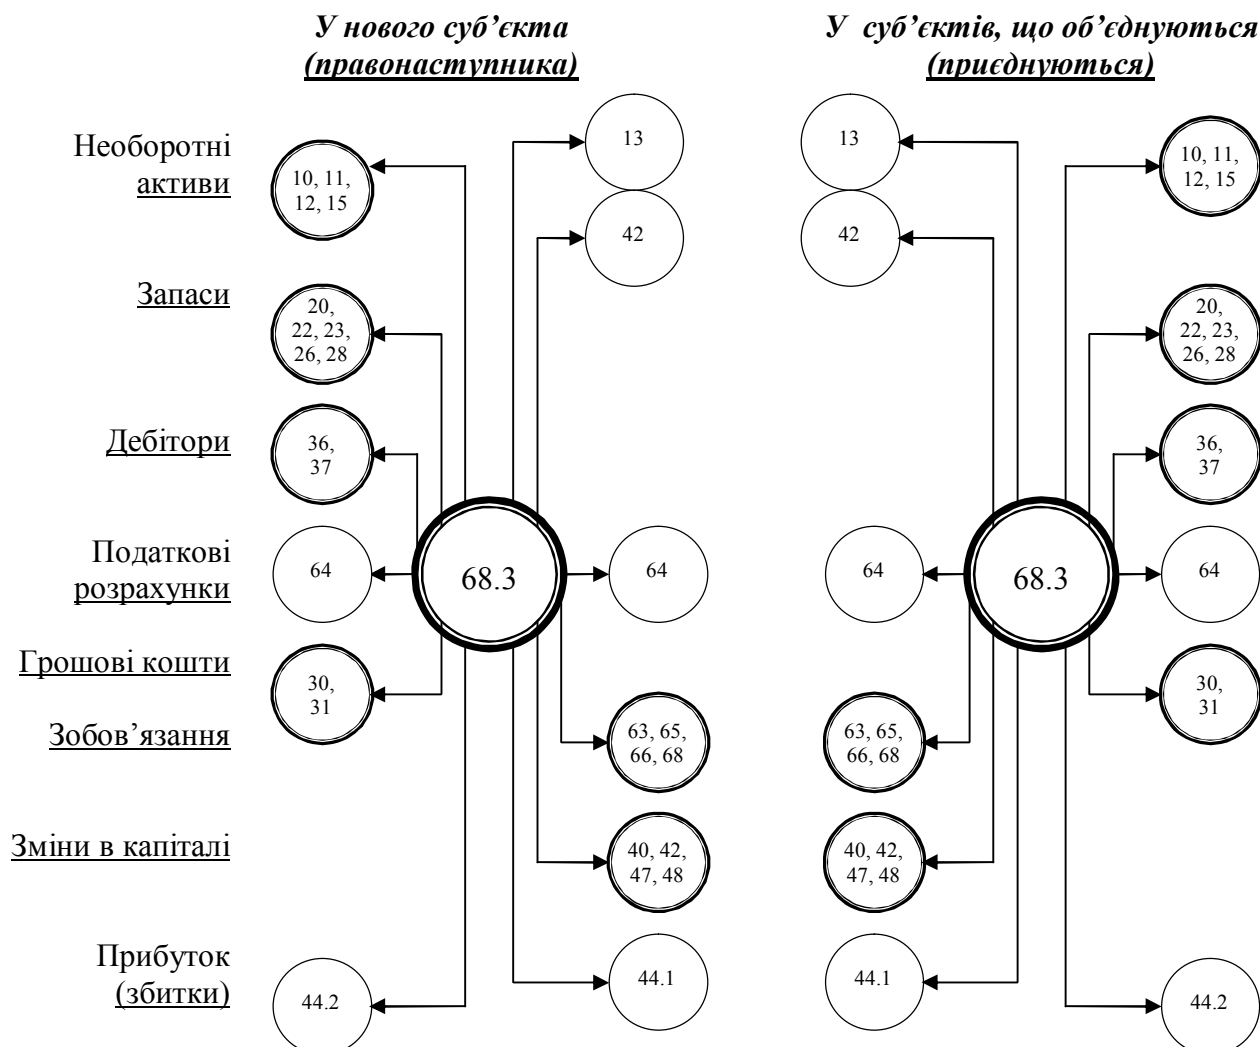 У нового суб’єкта
(правонаступника)
У суб’єктів, що об’єднуються
(приєднуються)
Необоротні
активи
10, 11,
12, 15
13
42
13
42
10, 11,
12, 15
Запаси
20,
22, 23,
26, 28
20,
22, 23,
26, 28
Дебітори
36,
37
36,
37
Податкові
розрахунки
64
68.3
64
64
68.3
64
Грошові кошти
30,
31
30,
31
Зобов’язання
63, 65,
66, 68
63, 65,
66, 68
Зміни в капіталі
40, 42,
47, 48
40, 42,
47, 48
Прибуток
(збитки)
44.2
44.1
44.1
44.2